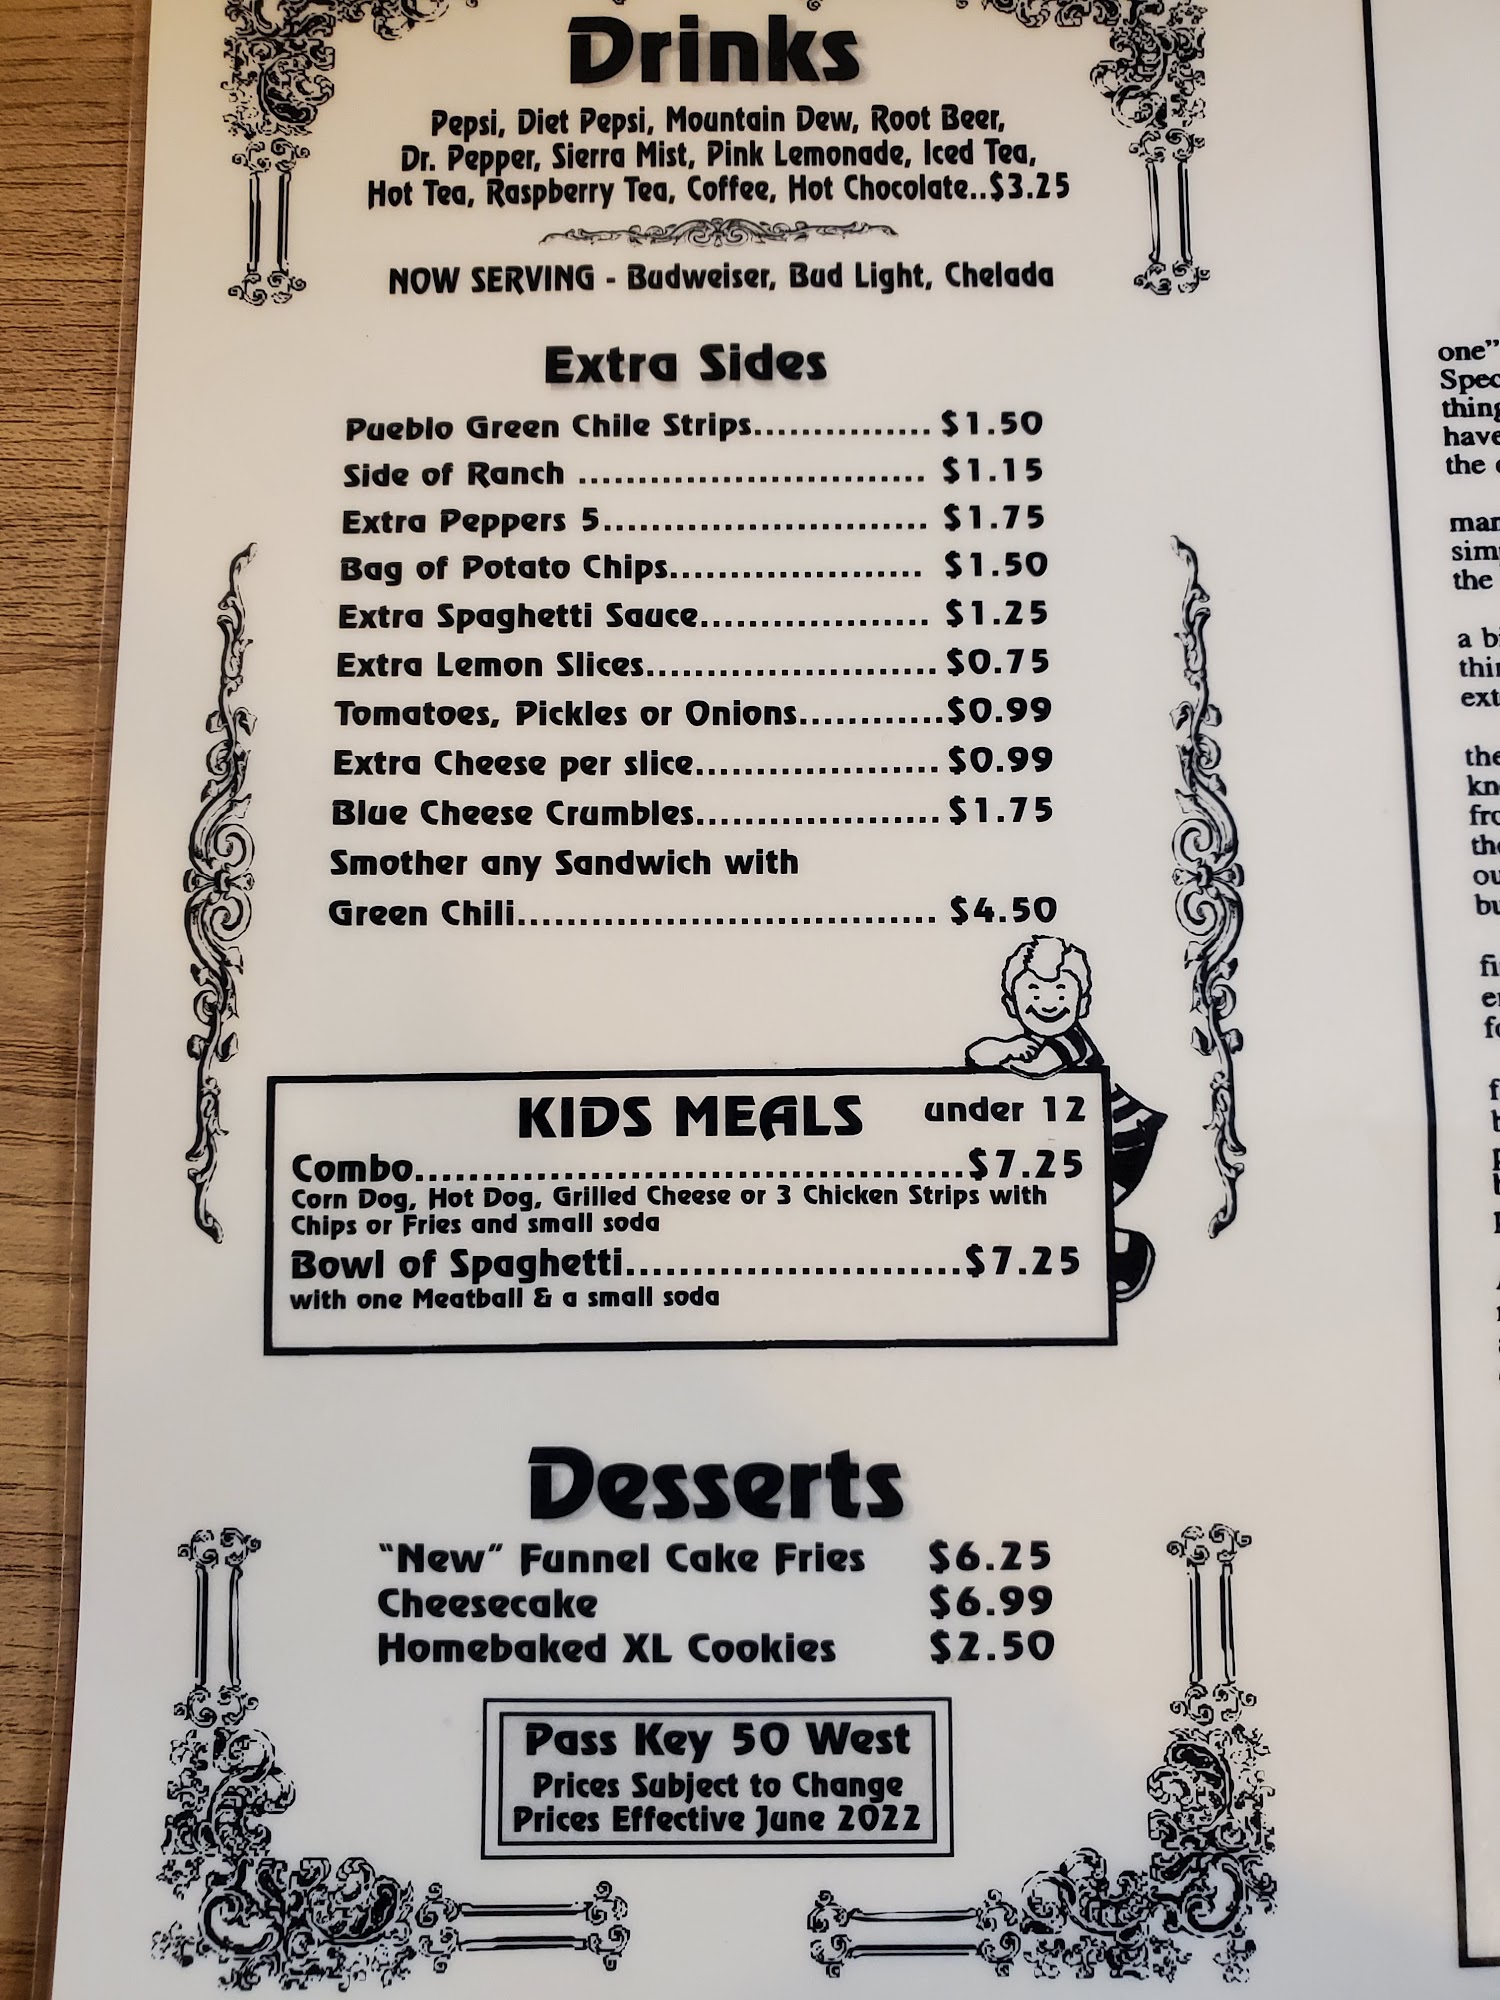 Drinks
Pepsi, Diet Pepsi, Mountain Dew, Root Beer,
Dr. Pepper, Sierra Mist, Pink Lemonade, Iced Tea,
Hot Tea, Raspberry Tea, Coffee, Hot Chocolate..$3.25
NOW SERVING - Budweiser, Bud Light, Chelada
Extra Sides
Pueblo Green Chile Strips............... $1.50
Side of Ranch ............................. $1.15
Extra Peppers 5........................... $1.75
Bag of Potato Chips...................... $1.50
Extra Spaghetti Sauce................... $1.25
Extra Lemon Slices........................$0.75
Tomatoes, Pickles or Onions............$0.99
Extra Cheese per slice.................... $0.99
Blue Cheese Crumbles.................... $1.75
Smother any Sandwich with
Green Chili................................... $4.50
KIDS MEALS under 12
Combo..........................................$7.25
Corn Dog, Hot Dog, Grilled Cheese or 3 Chicken Strips with
Chips or Fries and small soda
Bowl of Spaghetti..........................$7.25
with one Meatball & a small soda
Desserts
"New" Funnel Cake Fries $6.25
Cheesecake $6.99
Homebaked XL Cookies $2.50
Pass Key 50 West
Prices Subject to Change
Prices Effective June 2022
one"
have
the
the
a
the